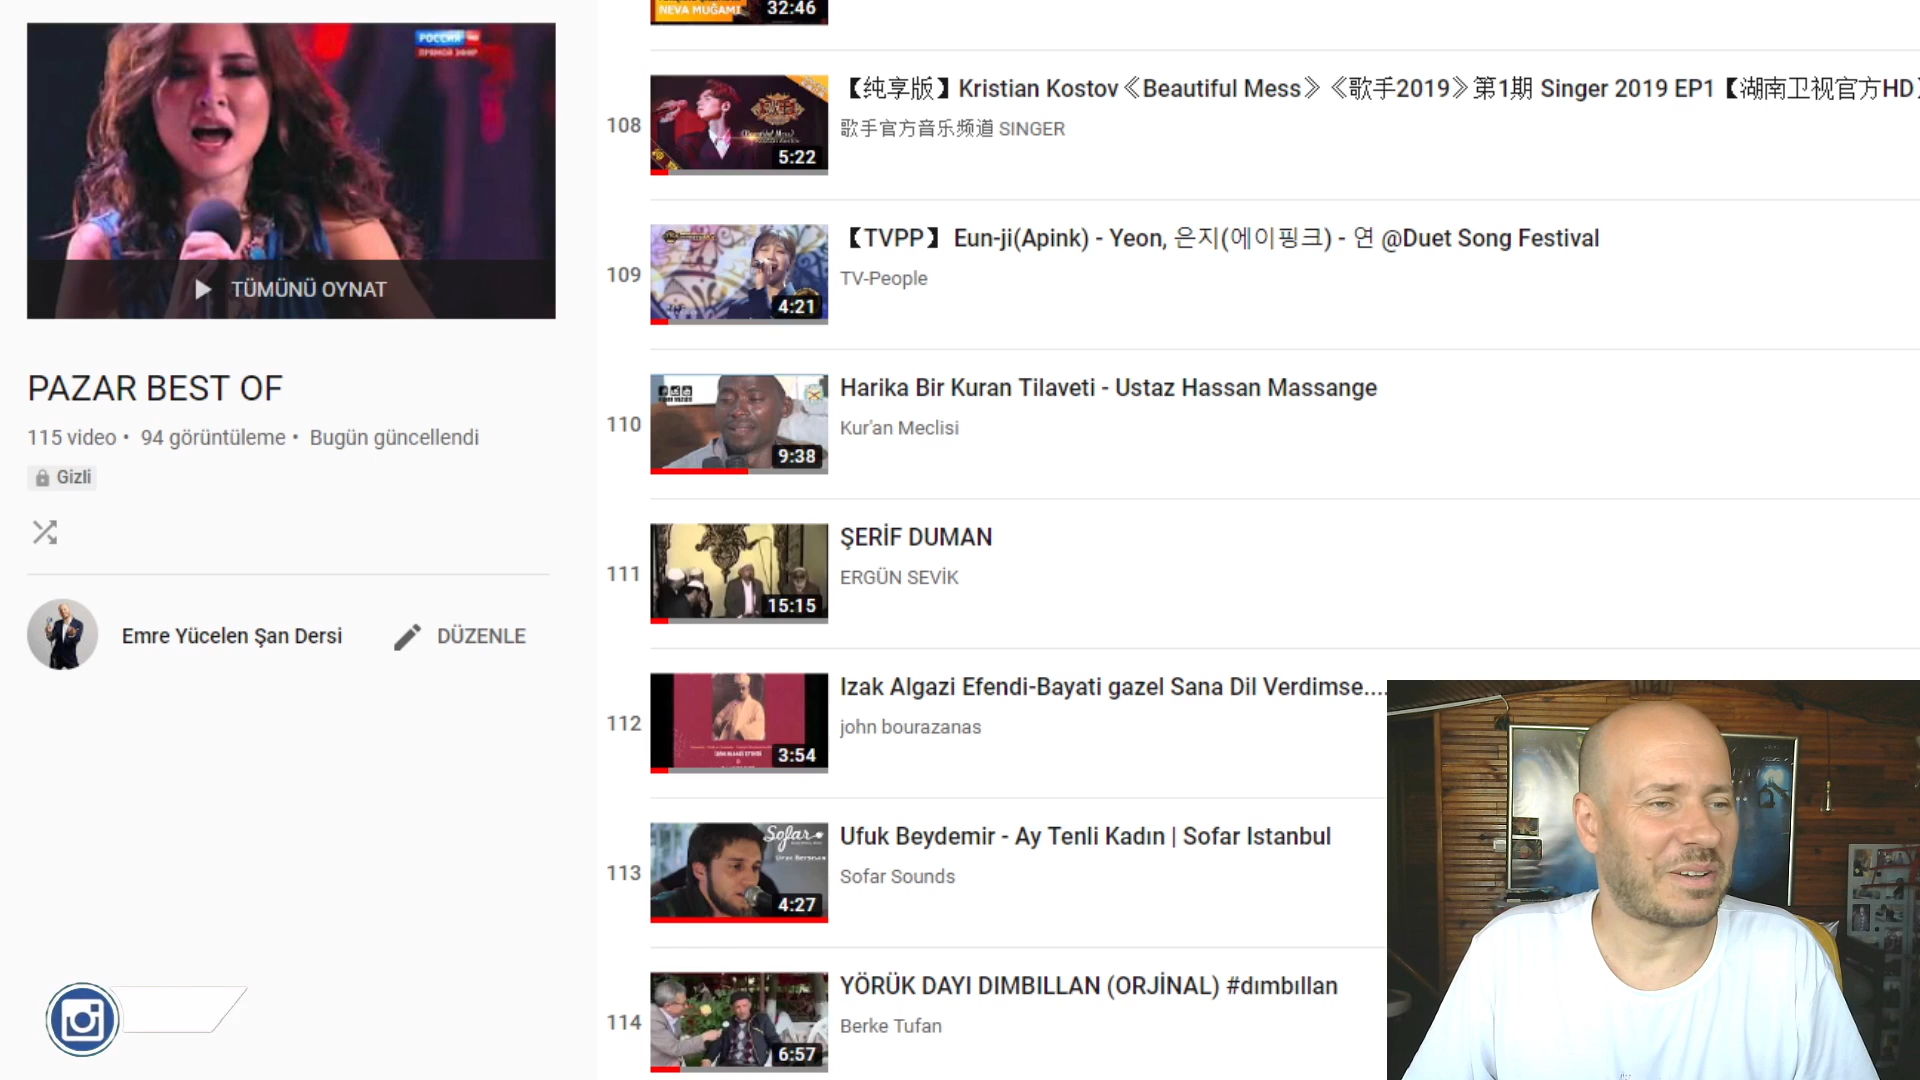 РОССИЯ
ПРЯМОЙ ЭФИР
TÜMÜNÜ OYNAT
PAZAR BEST OF
115 video • 94 görüntüleme • Bugün güncellendi
Gizli
Emre Yücelen Şan Dersi
DÜZENLE
NEVA MUĞAMI
32:46
108
5:22
【纯享版】Kristian Kostov《Beautiful Mess》《歌手2019》第1期 Singer 2019 EP1【湖南卫视官方HD】
歌手官方音乐频道 SINGER
109
4:21
【TVPP】 Eun-ji(Apink) - Yeon, 은지(에이핑크) - 연 @Duet Song Festival
TV-People
110
9:38
Harika Bir Kuran Tilaveti - Ustaz Hassan Massange
Kur'an Meclisi
111
15:15
ŞERİF DUMAN
ERGÜN SEVİK
112
3:54
Izak Algazi Efendi-Bayati gazel Sana Dil Verdimse....
john bourazanas
113
Sofar
4:27
Ufuk Beydemir - Ay Tenli Kadın | Sofar Istanbul
Sofar Sounds
114
6:57
YÖRÜK DAYI DIMBILLAN (ORJİNAL) #dımbıllan
Berke Tufan